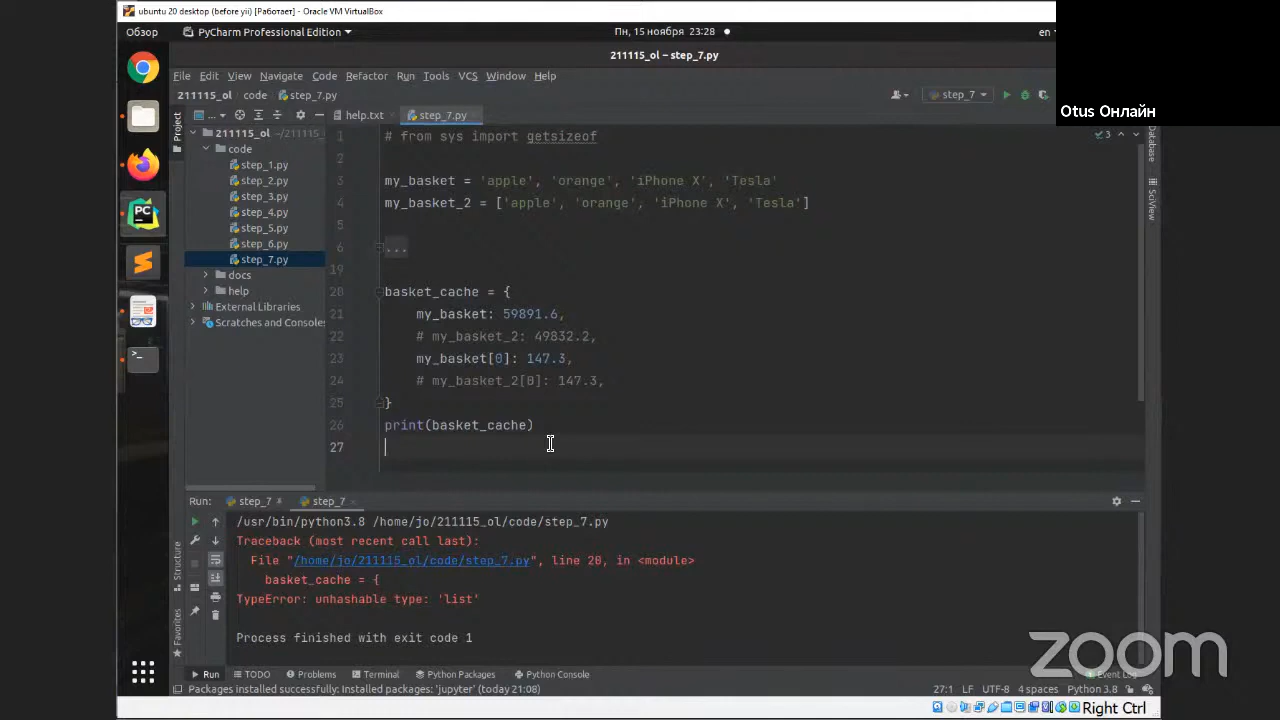 ubuntu 20 desktop (before yii) [Работает] - Oracle VM VirtualBox
Обзор
PyCharm Professional Edition
Пн, 15 ноября 23:28
en
Otus Онлайн
211115_ol – step_7.py
File Edit View Navigate Code Refactor Run Tools VCS Window Help
211115_ol code step_7.py
step_7
Project
...
help.txt
step_7.py
211115_ol ~/211115_
code
step_1.py
step_2.py
step_3.py
step_4.py
step_5.py
step_6.py
step_7.py
docs
help
External Libraries
Scratches and Consoles
1 # from sys import getsizeof
2
3 my_basket = 'apple', 'orange', 'iPhone X', 'Tesla'
4 my_basket_2 = ['apple', 'orange', 'iPhone X', 'Tesla']
5
6 ...
19
20 basket_cache = {
21 my_basket: 59891.6,
22 # my_basket_2: 49832.2,
23 my_basket[0]: 147.3,
24 # my_basket_2[0]: 147.3,
25 }
26 print(basket_cache)
27
3
Database
SciView
Run: step_7 step_7
/usr/bin/python3.8 /home/jo/211115_ol/code/step_7.py
Traceback (most recent call last):
File "/home/jo/211115_ol/code/step_7.py", line 20, in <module>
basket_cache = {
TypeError: unhashable type: 'list'
Process finished with exit code 1
Structure
Favorites
Run TODO Problems Terminal Python Packages Python Console Event Log
Packages installed successfully: Installed packages: 'jupyter' (today 21:08)
27:1 LF UTF-8 4 spaces Python 3.8
Right Ctrl
zoom